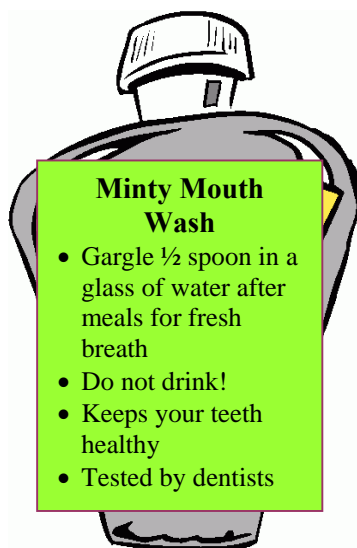 Minty Mouth
Wash
• Gargle ½ spoon in a
glass of water after
meals for fresh
breath
• Do not drink!
• Keeps your teeth
healthy
• Tested by dentists